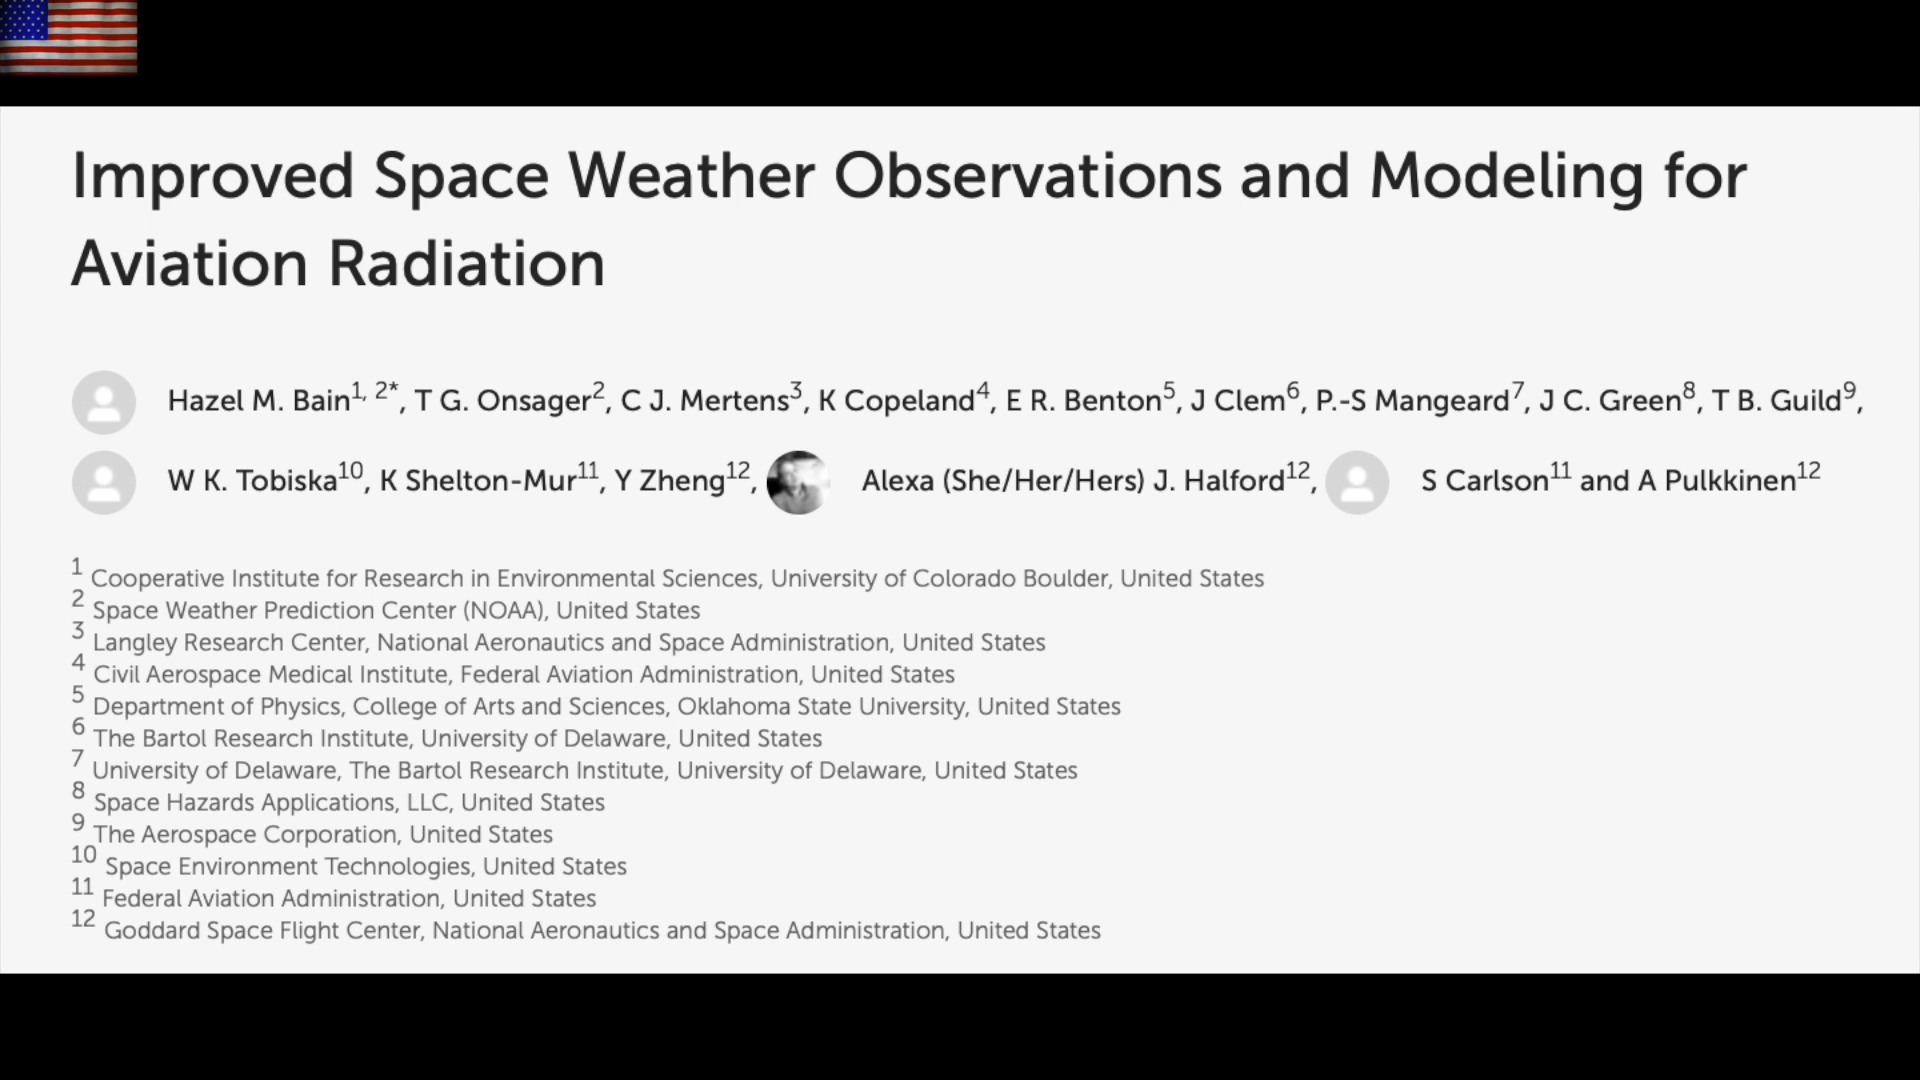 Improved Space Weather Observations and Modeling for
Aviation Radiation
Hazel M. Bain1, 2*, T G. Onsager2, C J. Mertens3, K Copeland4, E R. Benton5, J Clem6, P.-S Mangeard7, J C. Green8, T B. Guild9,
W K. Tobiska10, K Shelton-Mur11, Y Zheng12, Alexa (She/Her/Hers) J. Halford12, S Carlson11 and A Pulkkinen12
1 Cooperative Institute for Research in Environmental Sciences, University of Colorado Boulder, United States
2 Space Weather Prediction Center (NOAA), United States
3 Langley Research Center, National Aeronautics and Space Administration, United States
4 Civil Aerospace Medical Institute, Federal Aviation Administration, United States
5 Department of Physics, College of Arts and Sciences, Oklahoma State University, United States
6 The Bartol Research Institute, University of Delaware, United States
7 University of Delaware, The Bartol Research Institute, University of Delaware, United States
8 Space Hazards Applications, LLC, United States
9 The Aerospace Corporation, United States
10 Space Environment Technologies, United States
11 Federal Aviation Administration, United States
12 Goddard Space Flight Center, National Aeronautics and Space Administration, United States